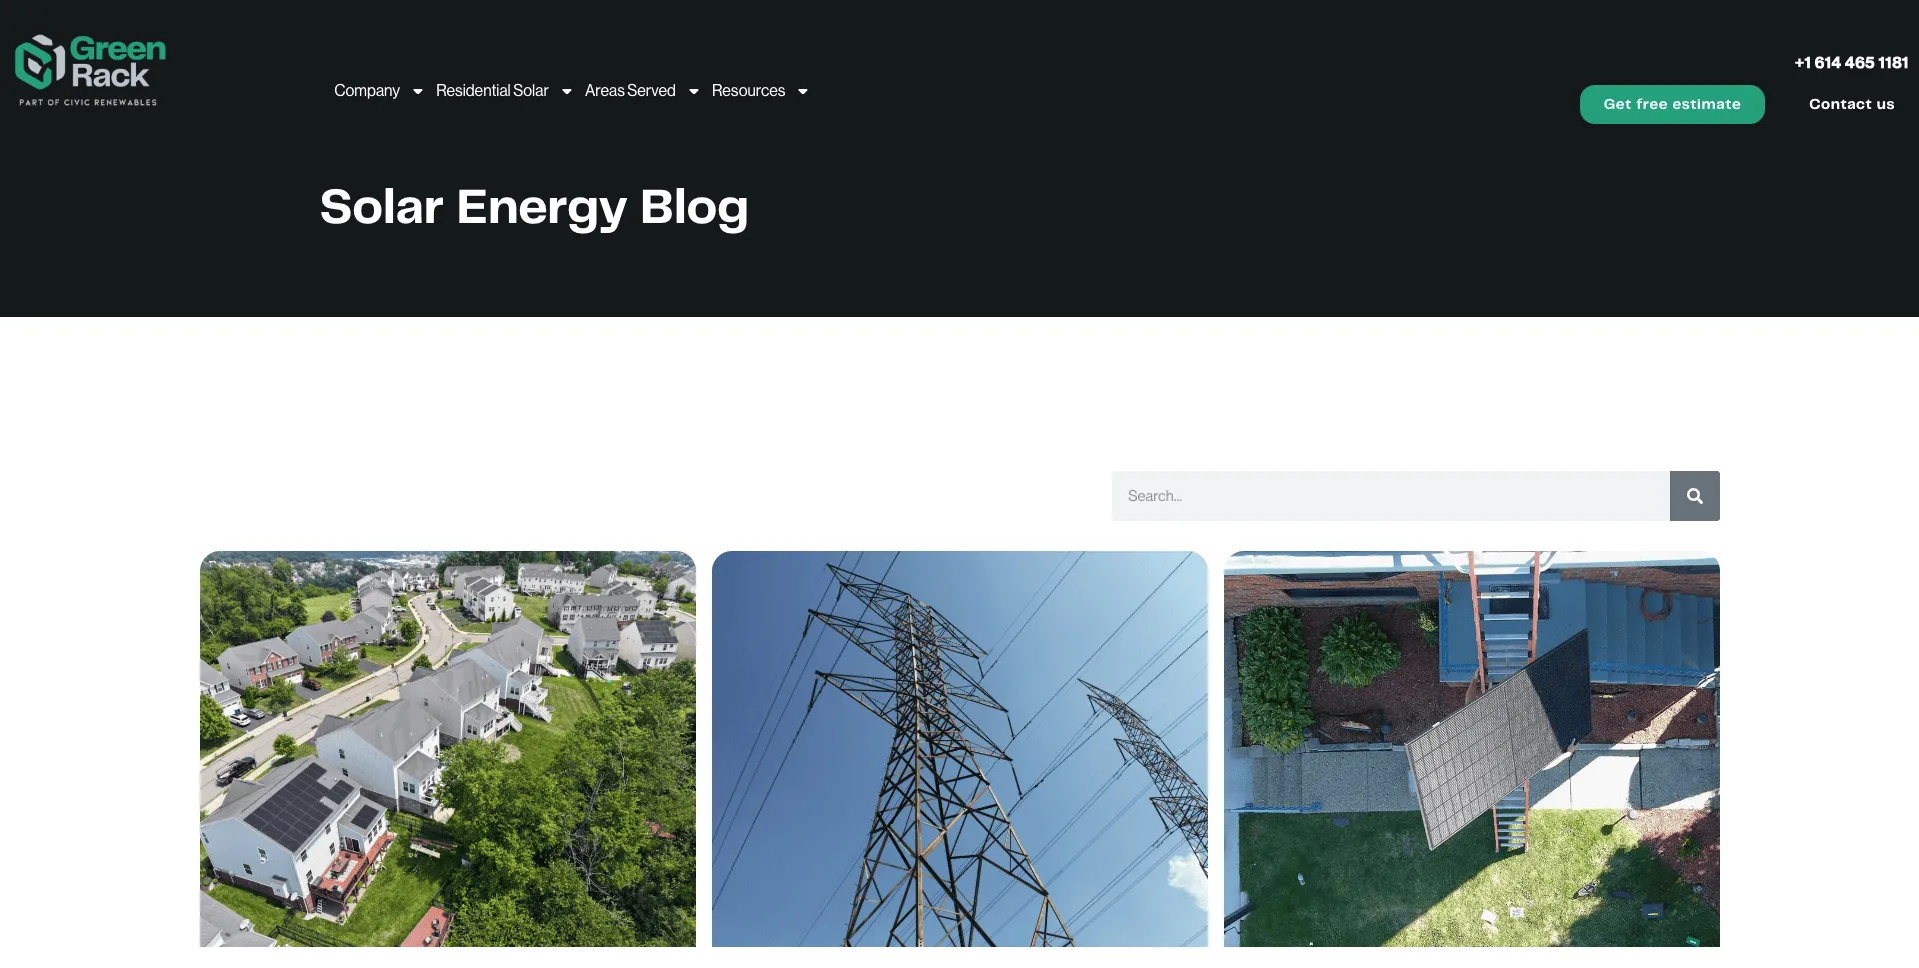 Green
Rack
PART OF CIVIC RENEWABLES
Company
Residential Solar
Areas Served
Resources
+1 614 465 1181
Get free estimate
Contact us
Solar Energy Blog
Search...